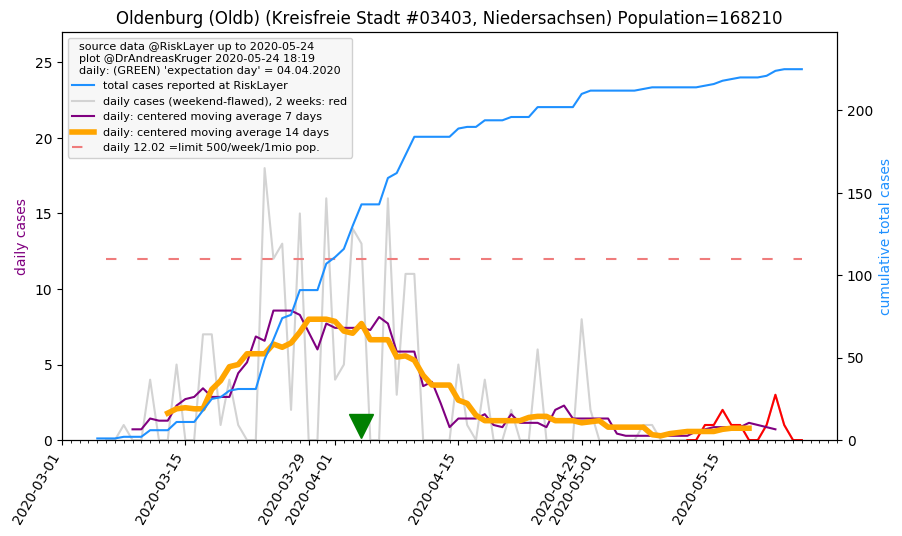 Oldenburg (Oldb) (Kreisfreie Stadt #03403, Niedersachsen) Population=168210
source data @RiskLayer up to 2020-05-24
plot @DrAndreasKruger 2020-05-24 18:19
daily: (GREEN) 'expectation day' = 04.04.2020
total cases reported at RiskLayer
daily cases (weekend-flawed), 2 weeks: red
daily: centered moving average 7 days
daily: centered moving average 14 days
daily 12.02 =limit 500/week/1mio pop.
daily cases
25
20
15
10
5
0
cumulative total cases
200
150
100
50
0
2020-03-01
2020-03-15
2020-03-29
2020-04-01
2020-04-15
2020-04-29
2020-05-01
2020-05-15